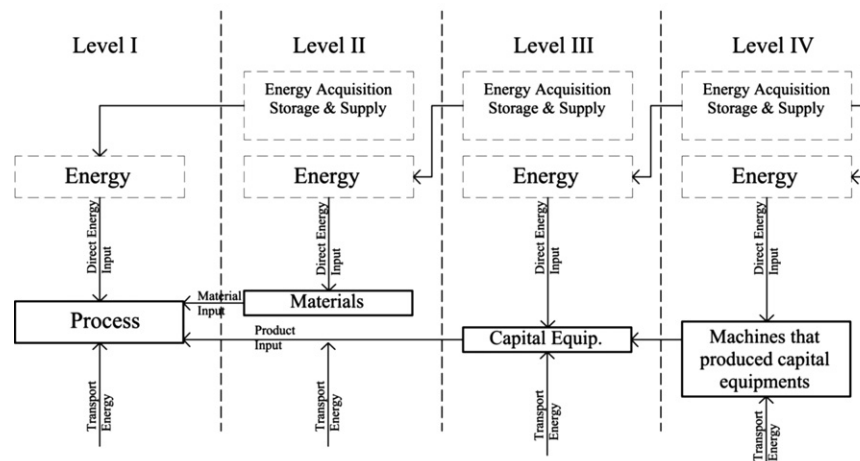 Level I
Level II
Level III
Level IV
Energy Acquisition
Storage & Supply
Energy Acquisition
Storage & Supply
Energy Acquisition
Storage & Supply
Energy
Energy
Energy
Energy
Direct Energy
Input
Direct Energy
Input
Direct Energy
Input
Direct Energy
Input
Process
Material
Input
Materials
Product
Input
Capital Equip.
Machines that
produced capital
equipments
Transport
Energy
Transport
Energy
Transport
Energy
Transport
Energy